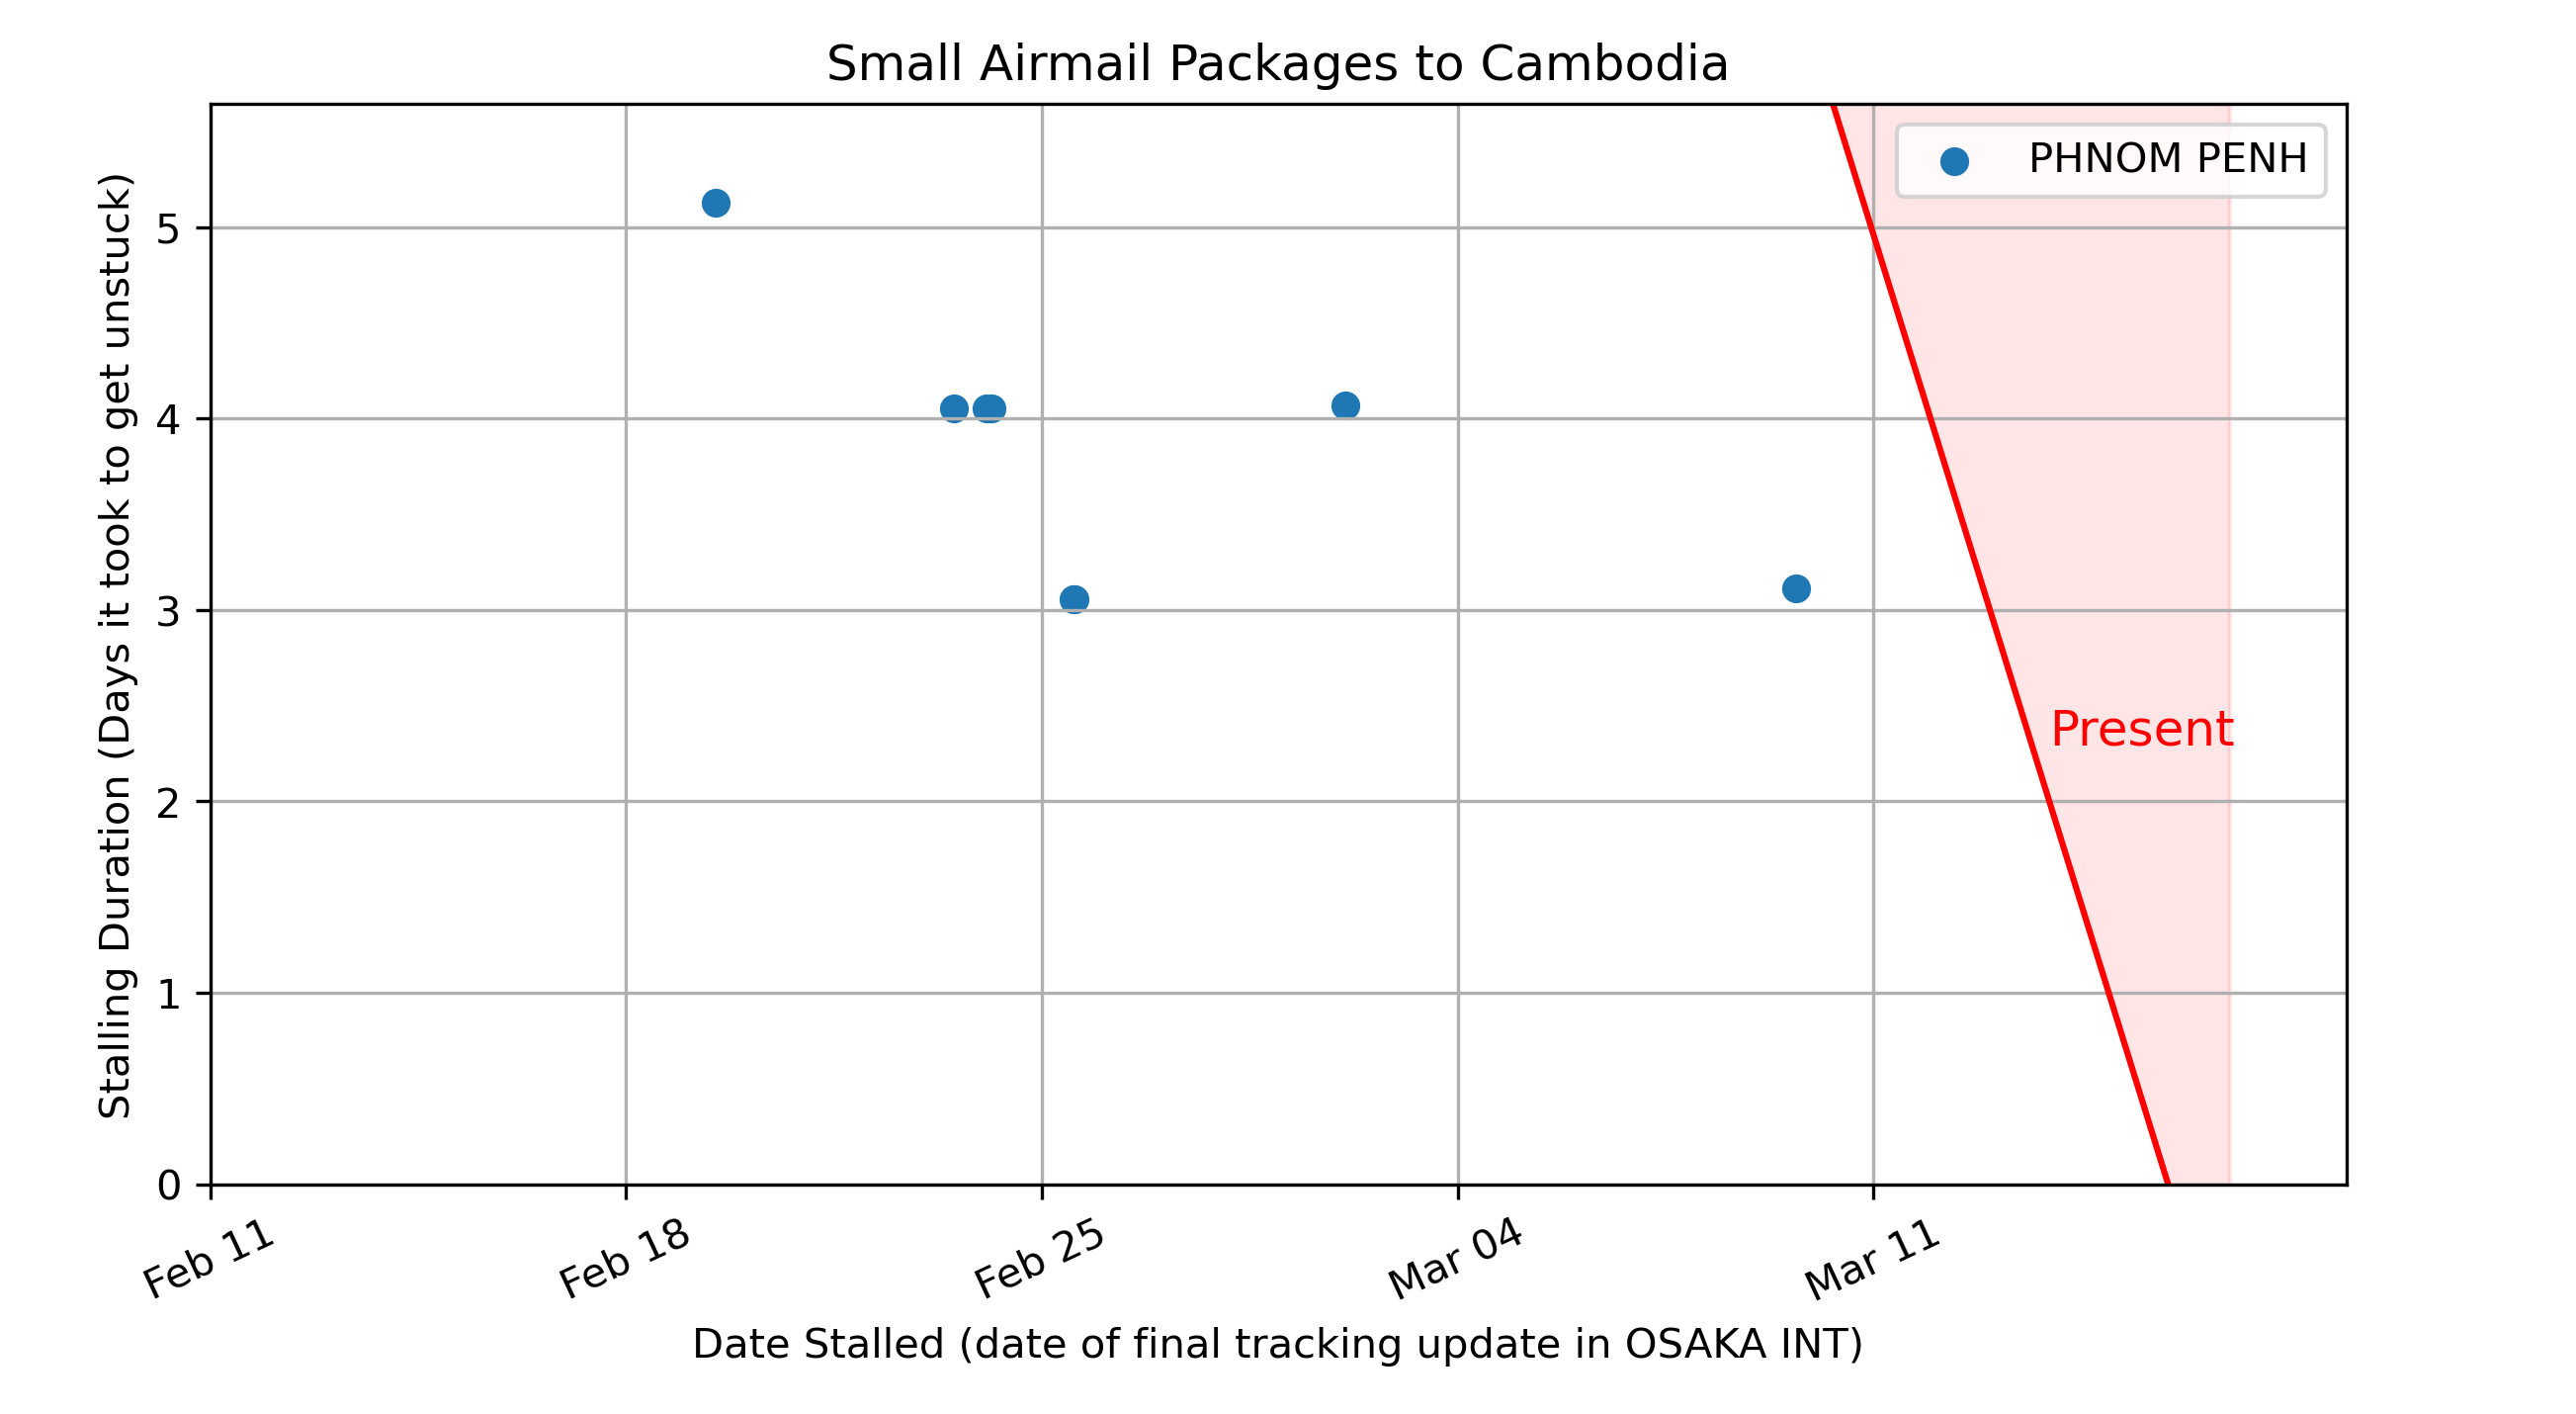 Small Airmail Packages to Cambodia
PHNOM PENH
Stalling Duration (Days it took to get unstuck)
5
4
3
2
1
0
Present
Feb 11
Feb 18
Feb 25
Mar 04
Mar 11
Date Stalled (date of final tracking update in OSAKA INT)